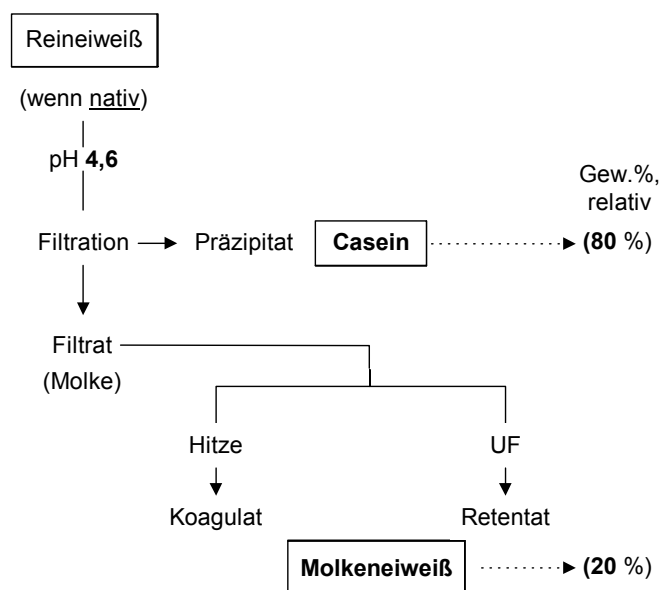 Reineiweiß
(wenn nativ)
pH 4,6
Gew.%,
relativ
Filtration Präzipitat Casein (80 %)
Filtrat
(Molke)
Hitze UF
Koagulat Retentat
Molkeneiweiß (20 %)